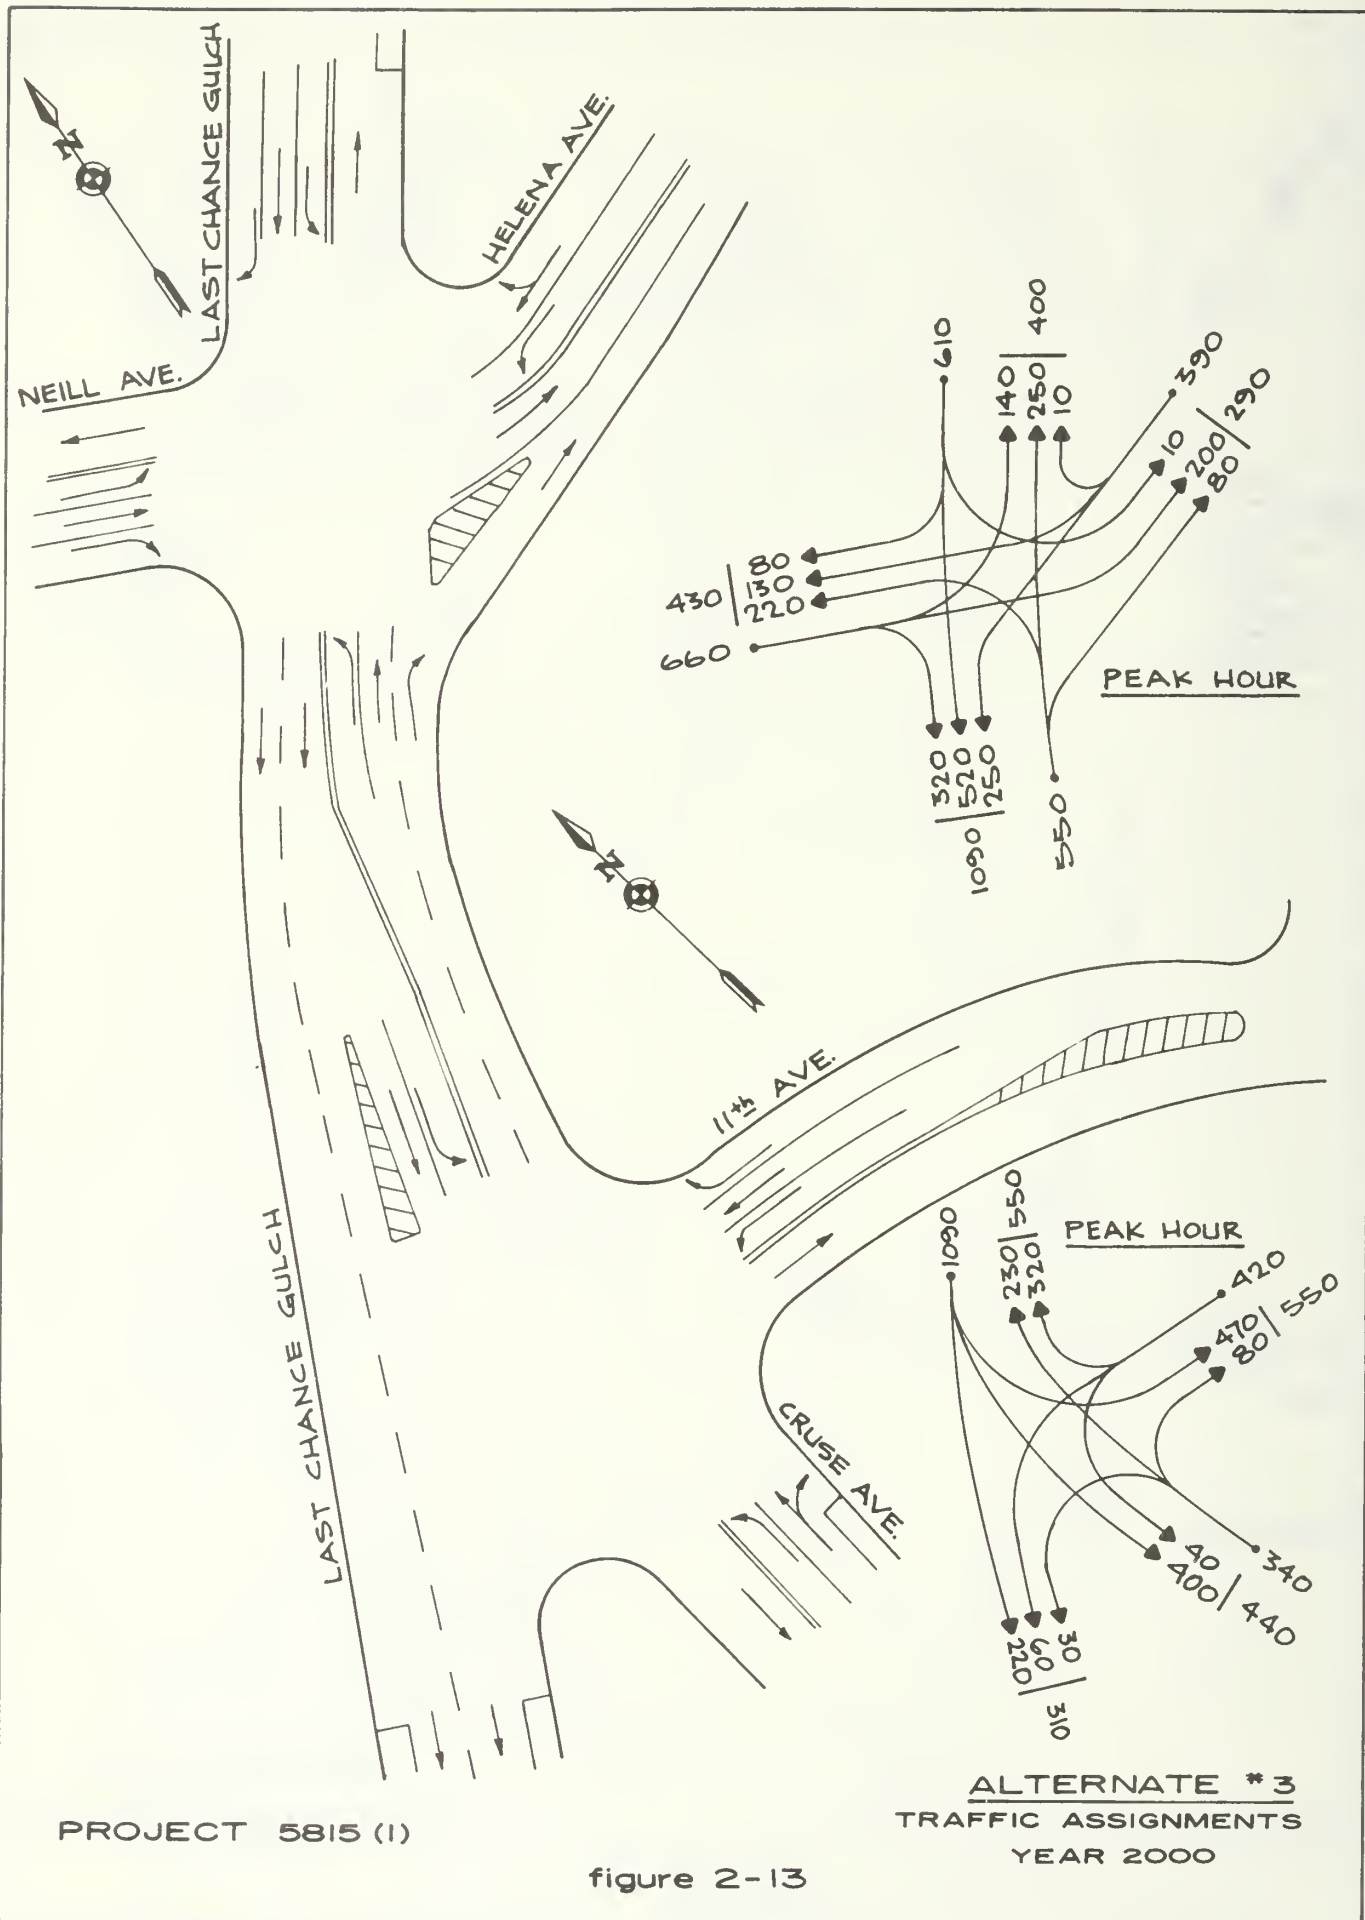 N
LAST CHANCE GULCH
HELENA AVE.
NEILL AVE.
610
140
250
10
400
390
10
200
80
290
80
130
220
430
660
320
520
250
1090
550
PEAK HOUR
N
11th AVE.
LAST CHANCE GULCH
CRUSE AVE.
PEAK HOUR
1090
230
320
550
420
470
80
550
340
40
400
440
220
60
30
310
ALTERNATE #3
TRAFFIC ASSIGNMENTS
YEAR 2000
PROJECT 5815 (1)
figure 2-13